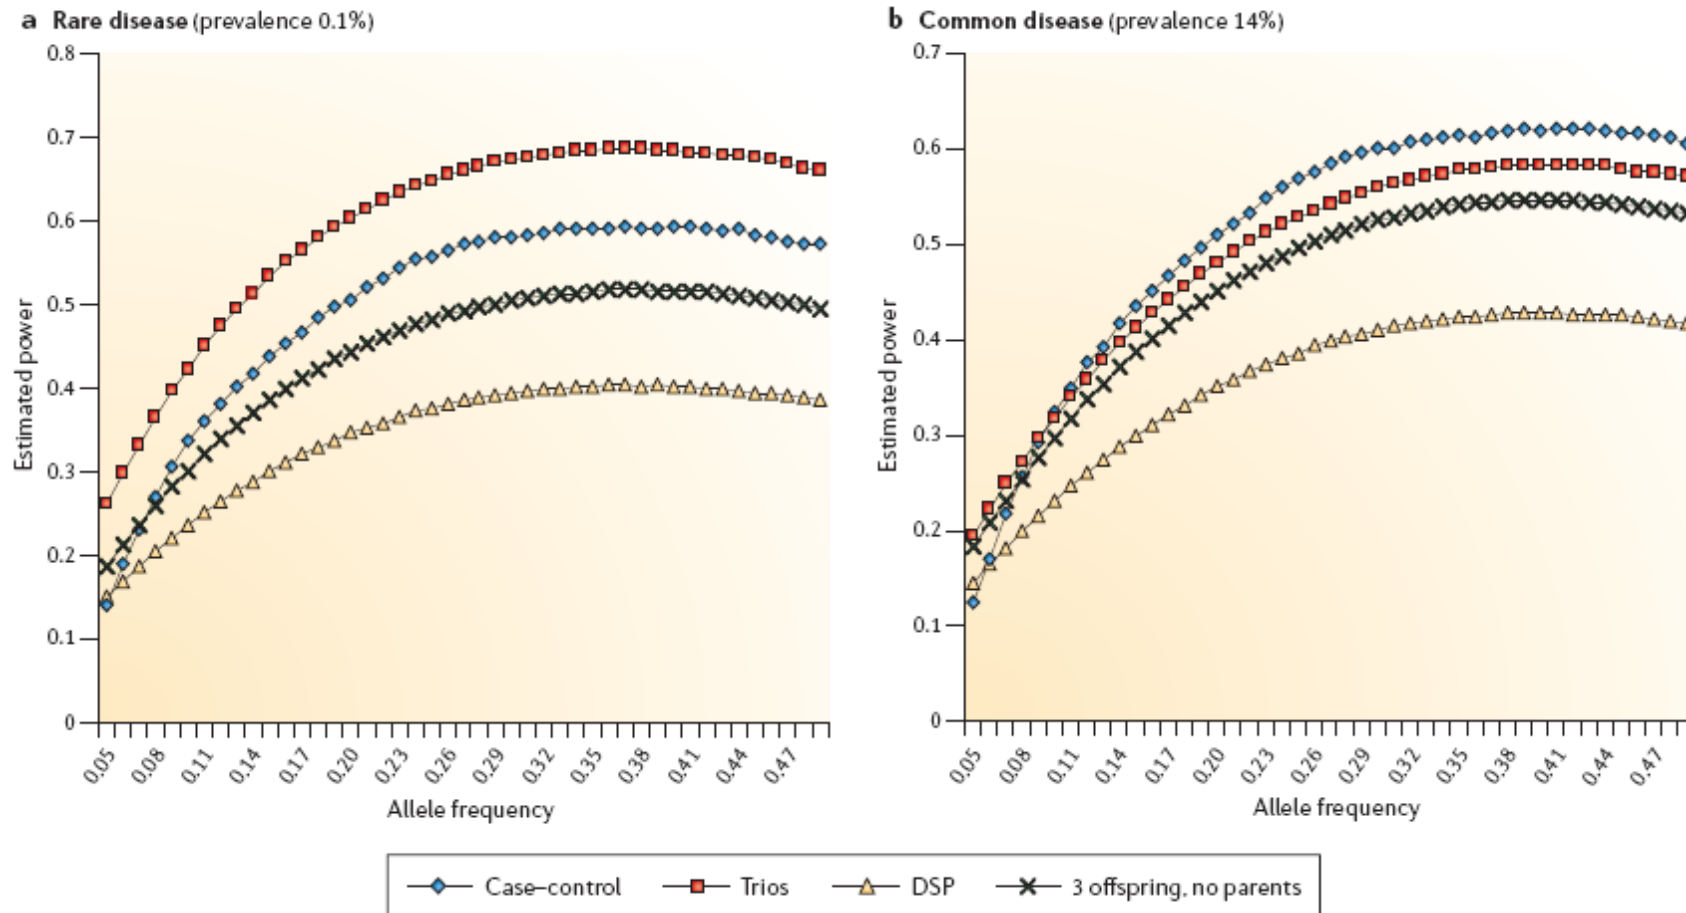 a Rare disease (prevalence 0.1%)
0.8
0.7
0.6
0.5
0.4
0.3
0.2
0.1
0
Estimated power
0.05 0.08 0.11 0.14 0.17 0.20 0.23 0.26 0.29 0.32 0.35 0.38 0.41 0.44 0.47
Allele frequency
b Common disease (prevalence 14%)
0.7
0.6
0.5
0.4
0.3
0.2
0.1
0
Estimated power
0.05 0.08 0.11 0.14 0.17 0.20 0.23 0.26 0.29 0.32 0.35 0.38 0.41 0.44 0.47
Allele frequency
Case–control Trios DSP 3 offspring, no parents